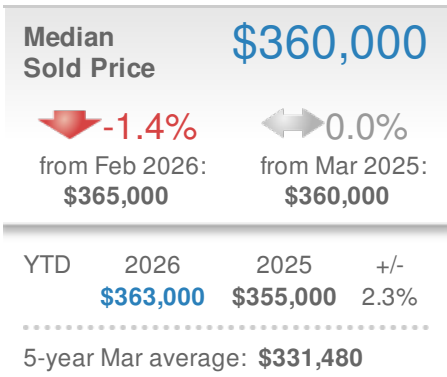 Median
Sold Price
$360,000
-1.4%
0.0%
from Feb 2026:
$365,000
from Mar 2025:
$360,000
YTD 2026 2025 +/-
$363,000 $355,000 2.3%
5-year Mar average: $331,480